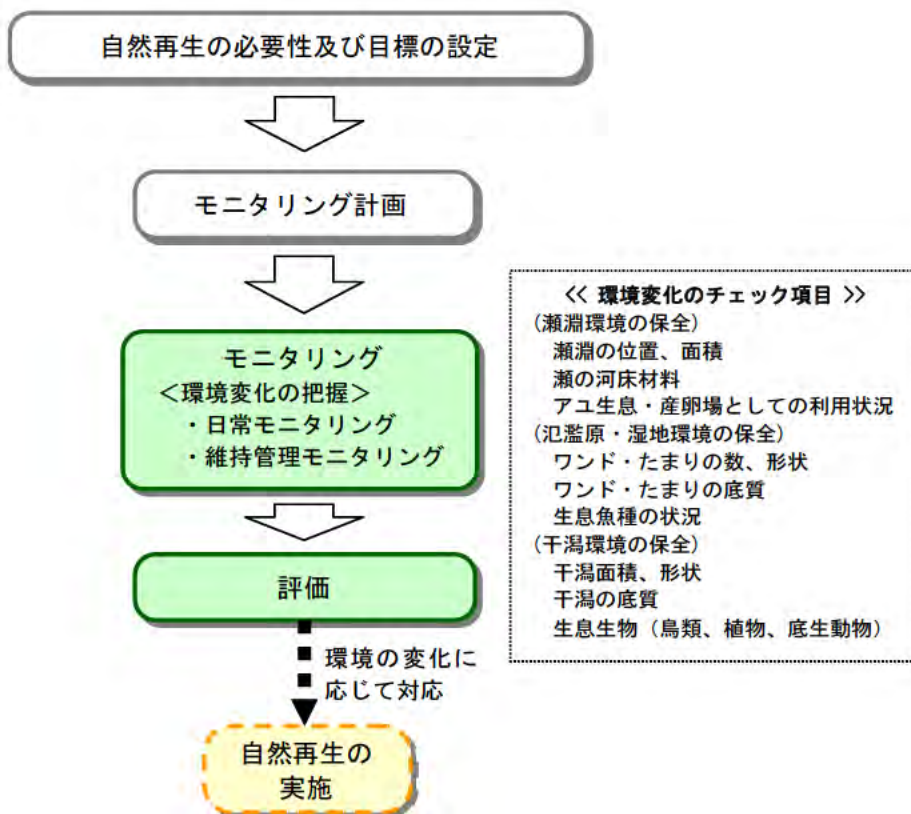 自然再生の必要性及び目標の設定
モニタリング計画
モニタリング
＜環境変化の把握＞
・日常モニタリング
・維持管理モニタリング
評価
環境の変化に
応じて対応
自然再生の
実施
≪ 環境変化のチェック項目 ≫
(瀬淵環境の保全)
瀬淵の位置、面積
瀬の河床材料
アユ生息・産卵場としての利用状況
(氾濫原・湿地環境の保全)
ワンド・たまりの数、形状
ワンド・たまりの底質
生息魚種の状況
(干潟環境の保全)
干潟面積、形状
干潟の底質
生息生物（鳥類、植物、底生動物）